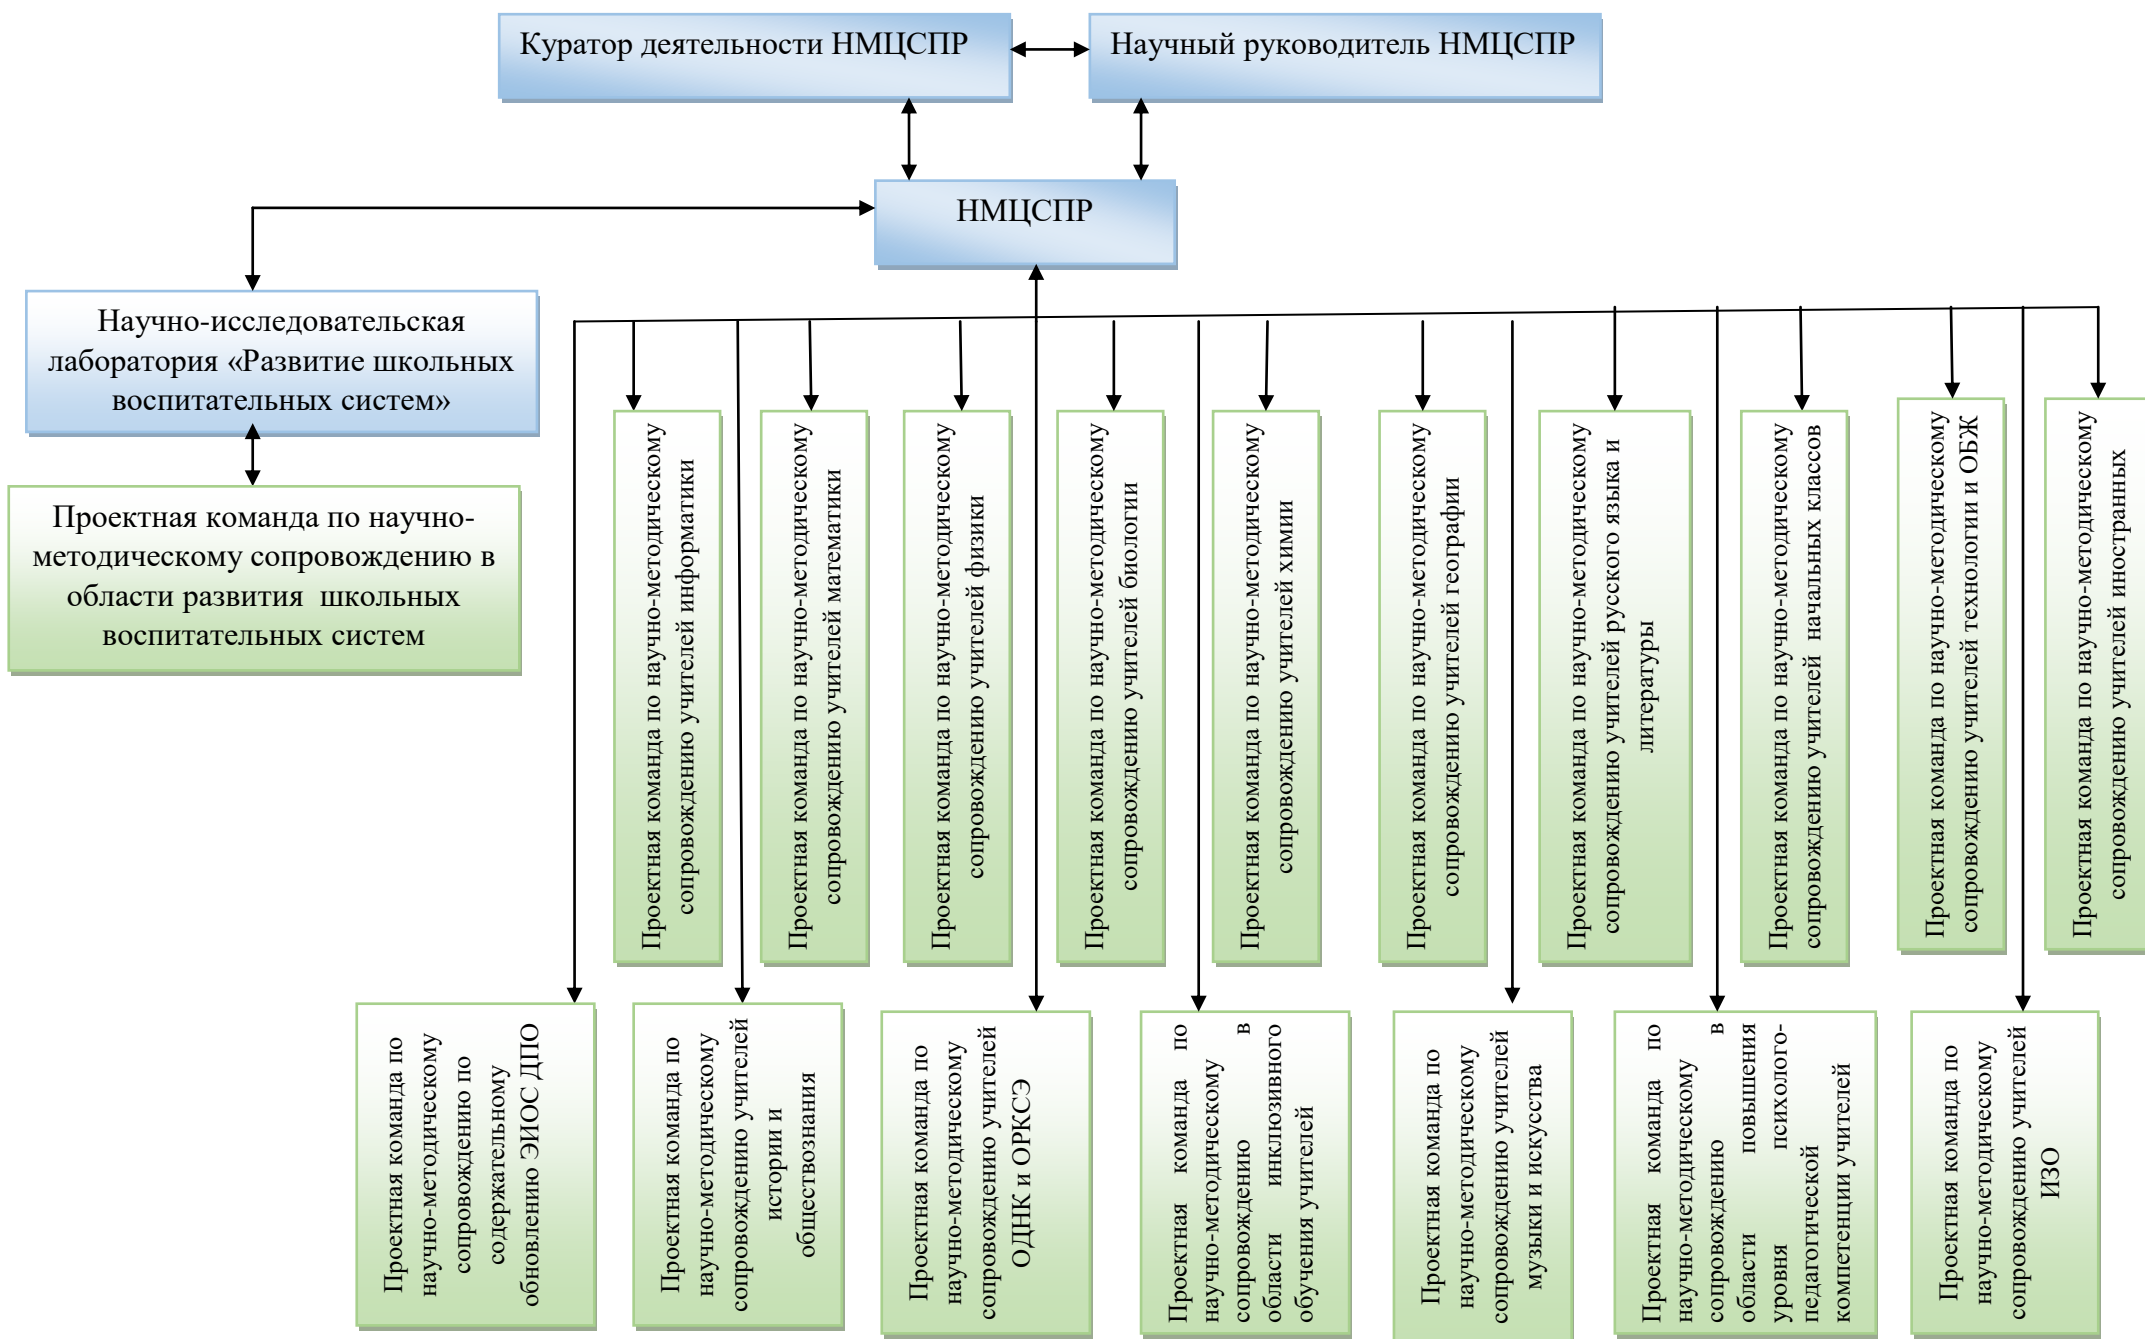 Куратор деятельности НМЦСПР
Научный руководитель НМЦСПР
НМЦСПР
Научно-исследовательская
лаборатория «Развитие школьных
воспитательных систем»
Проектная команда по научно-
методическому сопровождению в
области развития школьных
воспитательных систем
Проектная команда по научно-методическому
сопровождению учителей информатики
Проектная команда по научно-методическому
сопровождению учителей математики
Проектная команда по научно-методическому
сопровождению учителей физики
Проектная команда по научно-методическому
сопровождению учителей биологии
Проектная команда по научно-методическому
сопровождению учителей химии
Проектная команда по научно-методическому
сопровождению учителей географии
Проектная команда по научно-методическому
сопровождению учителей русского языка и
литературы
Проектная команда по научно-методическому
сопровождению учителей начальных классов
Проектная команда по научно-методическому
сопровождению учителей технологии и ОБЖ
Проектная команда по научно-методическому
сопровождению учителей иностранных
Проектная команда по
научно-методическому
сопровождению по
содержательному
обновлению ЭИОС ДПО
Проектная команда по
научно-методическому
сопровождению учителей
истории и
обществознания
Проектная команда по
научно-методическому
сопровождению учителей
ОДНК и ОРКСЭ
Проектная команда по
научно-методическому
сопровождению в
области инклюзивного
обучения учителей
Проектная команда по
научно-методическому
сопровождению учителей
музыки и искусства
Проектная команда по
научно-методическому
сопровождению в
области повышения
уровня психолого-
педагогической
компетенции учителей
Проектная команда по
научно-методическому
сопровождению учителей
ИЗО